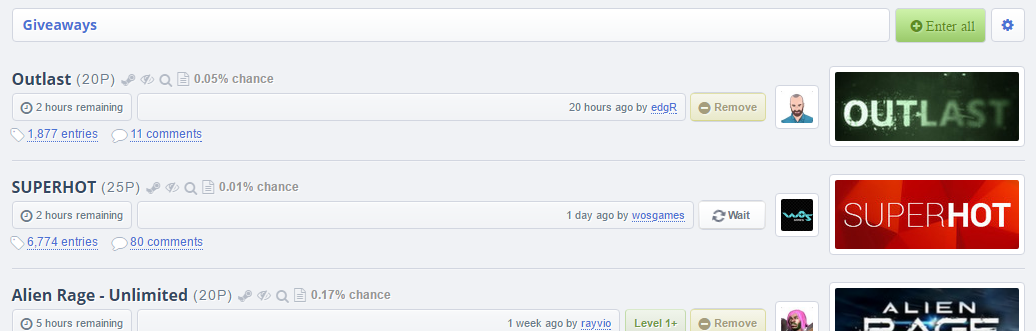 Giveaways
Enter all
Outlast (20P) 0.05% chance
2 hours remaining 20 hours ago by edgR Remove
1,877 entries 11 comments
OUTLAST
SUPERHOT (25P) 0.01% chance
2 hours remaining 1 day ago by wosgames Wait
6,774 entries 80 comments
SUPERHOT
Alien Rage - Unlimited (20P) 0.17% chance
5 hours remaining 1 week ago by rayvio Level 1+ Remove
ALIEN
RAGE